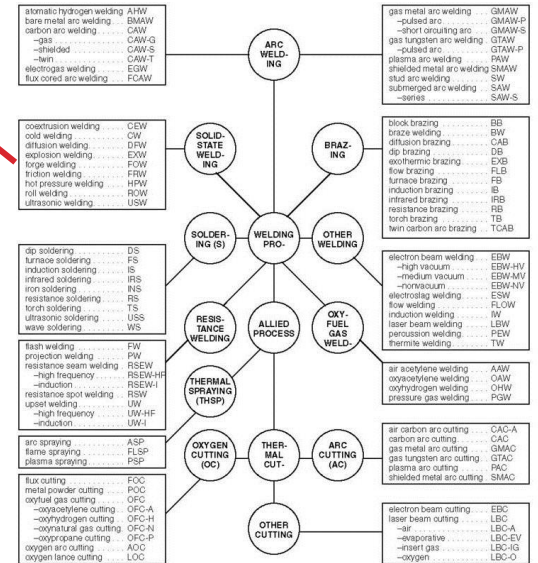 atomatic hydrogen welding AHW
bare metal arc welding BMAW
carbon arc welding CAW
–gas CAW-G
–shielded CAW-S
–twin CAW-T
electrogas welding EGW
flux cored arc welding FCAW
ARC
WELD-
ING
gas metal arc welding GMAW
–pulsed arc GMAW-P
–short circuiting arc GMAW-S
gas tungsten arc welding GTAW
–pulsed arc GTAW-P
plasma arc welding PAW
shielded metal arc welding SMAW
stud arc welding SW
submerged arc welding SAW
–series SAW-S
coextrusion welding CEW
cold welding CW
diffusion welding DFW
explosion welding EXW
forge welding FOW
friction welding FRW
hot pressure welding HPW
roll welding ROW
ultrasonic welding USW
SOLID-
STATE
WELD-
ING
BRAZ-
ING
block brazing BB
braze welding BW
diffusion brazing CAB
dip brazing DB
exothermic brazing EXB
flow brazing FLB
furnace brazing FB
induction brazing IB
infrared brazing IRB
resistance brazing RB
torch brazing TB
twin carbon arc brazing TCAB
SOLDER-
ING (S)
WELDING
PRO-
OTHER
WELDING
dip soldering DS
furnace soldering FS
induction soldering IS
infrared soldering IRS
iron soldering INS
resistance soldering RS
torch soldering TS
ultrasonic soldering USS
wave soldering WS
electron beam welding EBW
–high vacuum EBW-HV
–medium vacuum EBW-MV
–nonvacuum EBW-NV
electroslag welding ESW
flow welding FLOW
induction welding IW
laser beam welding LBW
percussion welding PEW
thermite welding TW
RESIS-
TANCE
WELDING
ALLIED
PROCESS
OXY-
FUEL
GAS
WELD-
flash welding FW
projection welding PW
resistance seam welding RSEW
–high frequency RSEW-HF
–induction RSEW-I
resistance spot welding RSW
upset welding UW
–high frequency UW-HF
–induction UW-I
THERMAL
SPRAYING
(THSP)
air acetylene welding AAW
oxyacetylene welding OAW
oxyhydrogen welding OHW
pressure gas welding PGW
arc spraying ASP
flame spraying FLSP
plasma spraying PSP
OXYGEN
CUTTING
(OC)
THER-
MAL
CUT-
ARC
CUTTING
(AC)
air carbon arc cutting CAC-A
carbon arc cutting CAC
gas metal arc cutting GMAC
gas tungsten arc cutting GTAC
plasma arc cutting PAC
shielded metal arc cutting SMAC
flux cutting FOC
metal powder cutting POC
oxyfuel gas cutting OFC
–oxyacetylene cutting OFC-A
–oxyhydrogen cutting OFC-H
–oxynatural gas cutting OFC-N
–oxypropane cutting OFC-P
oxygen arc cutting AOC
oxygen lance cutting LOC
OTHER
CUTTING
electron beam cutting EBC
laser beam cutting LBC
–air LBC-A
–evaporative LBC-EV
–insert gas LBC-IG
–oxygen LBC-O